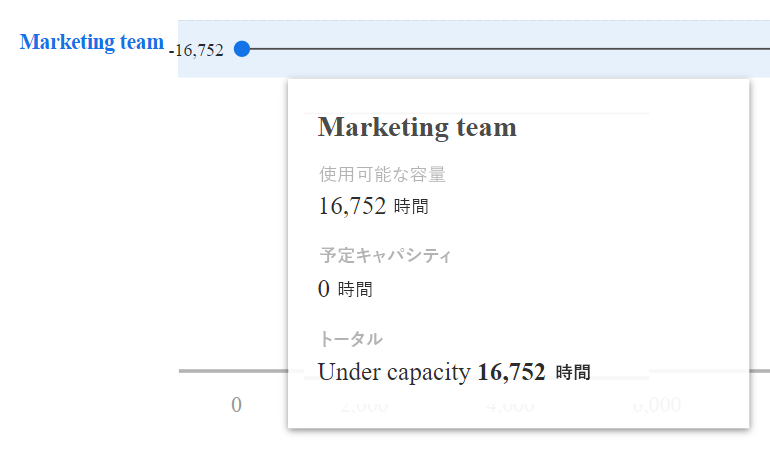 Marketing team -16,752
Marketing team
使用可能な容量
16,752 時間
予定キャパシティ
0 時間
トータル
Under capacity 16,752 時間
0 2,000 4,000 6,000